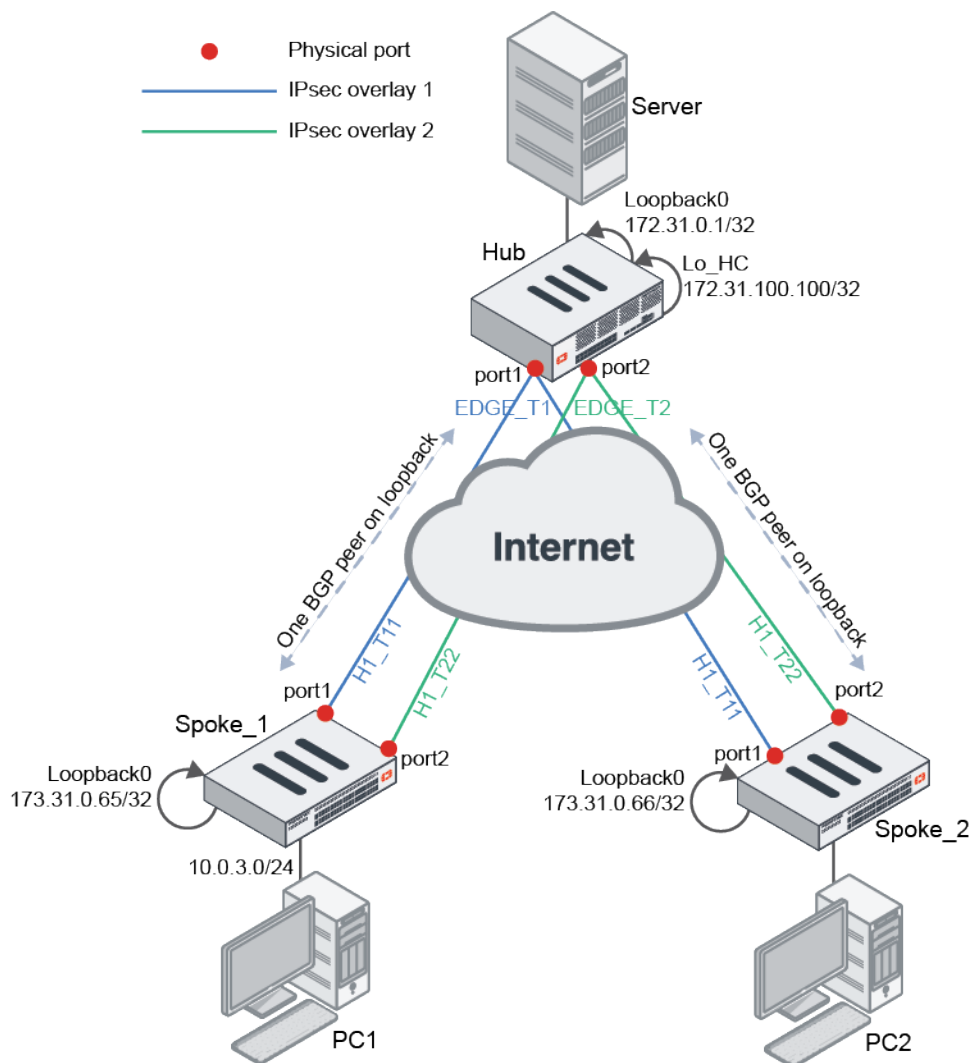 Physical port
IPsec overlay 1
IPsec overlay 2
Server
Loopback0
172.31.0.1/32
Hub
Lo_HC
172.31.100.100/32
port1
port2
EDGE_T1
EDGE_T2
One BGP peer on loopback
One BGP peer on loopback
Internet
H1_T11
H1_T22
H1_T11
H1_T22
port1
port2
Spoke_1
port2
port1
Loopback0
173.31.0.65/32
Loopback0
173.31.0.66/32
Spoke_2
10.0.3.0/24
PC1
PC2